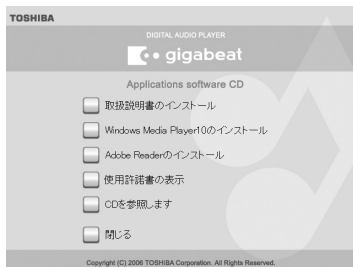 TOSHIBA
DIGITAL AUDIO PLAYER
gigabeat
Applications software CD
取扱説明書のインストール
Windows Media Player10のインストール
Adobe Readerのインストール
使用許諾書の表示
CDを参照します
閉じる
Copyright (C) 2006 TOSHIBA Corporation. All Rights Reserved.